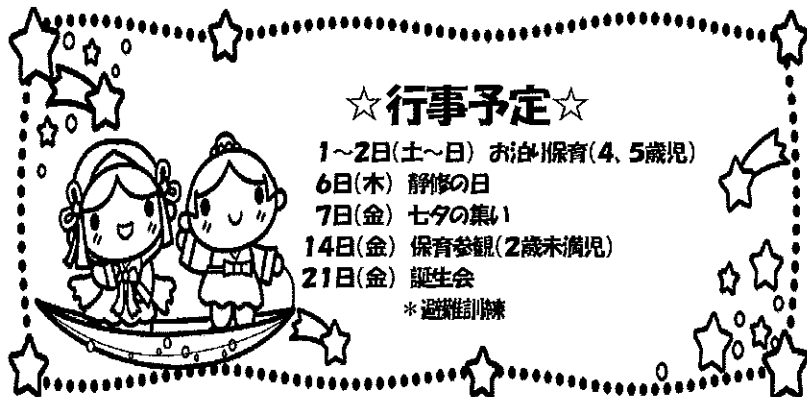 ☆行事予定☆
1～2日(土～日) お泊り保育(4、5歳児)
6日(木) 静修の日
7日(金) 七夕の集い
14日(金) 保育参観(2歳未満児)
21日(金) 誕生会
＊避難訓練